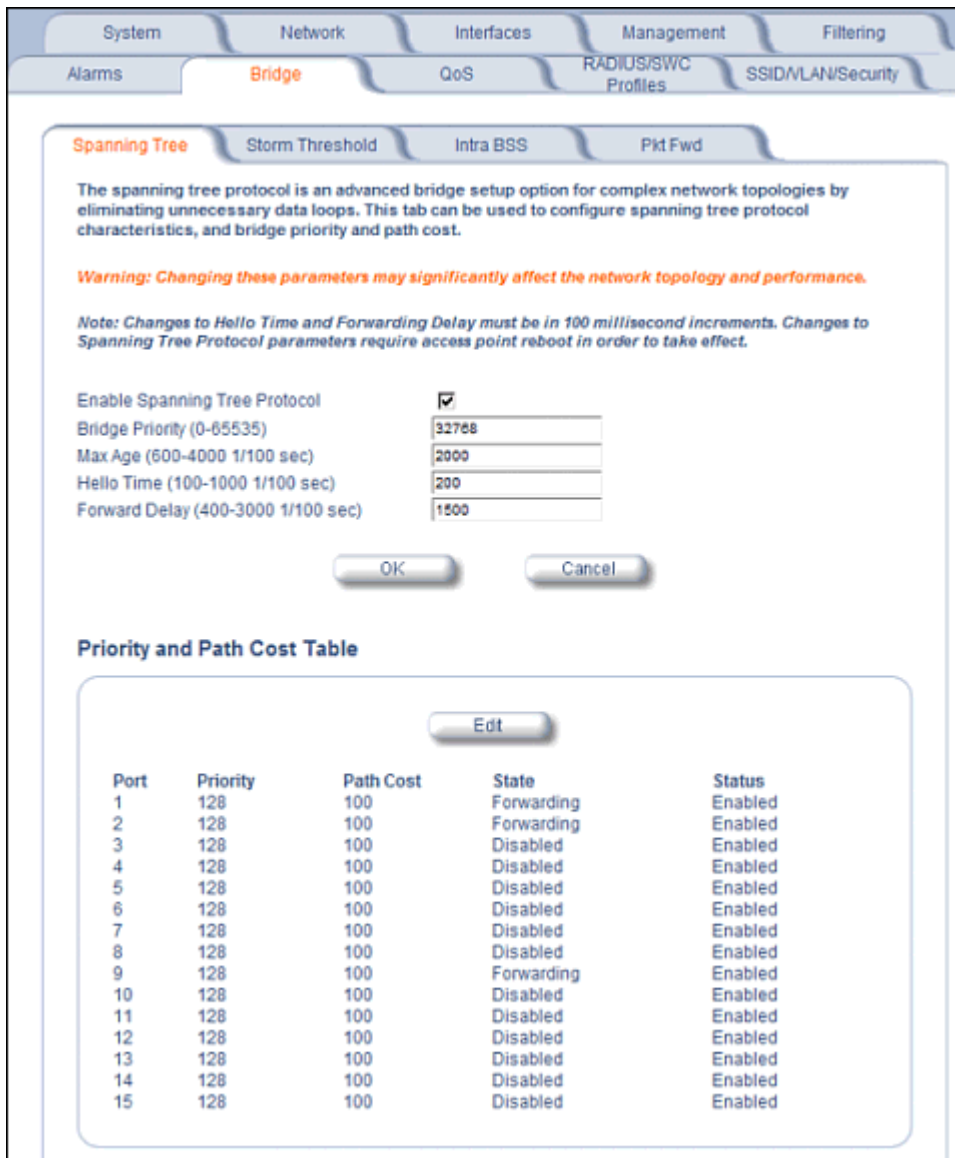 System Network Interfaces Management Filtering
Alarms Bridge QoS RADIUS/SWC Profiles SSID/VLAN/Security
Spanning Tree Storm Threshold Intra BSS Pkt Fwd
The spanning tree protocol is an advanced bridge setup option for complex network topologies by
eliminating unnecessary data loops. This tab can be used to configure spanning tree protocol
characteristics, and bridge priority and path cost.
Warning: Changing these parameters may significantly affect the network topology and performance.
Note: Changes to Hello Time and Forwarding Delay must be in 100 millisecond increments. Changes to
Spanning Tree Protocol parameters require access point reboot in order to take effect.
Enable Spanning Tree Protocol
Bridge Priority (0-65535) 32768
Max Age (600-4000 1/100 sec) 2000
Hello Time (100-1000 1/100 sec) 200
Forward Delay (400-3000 1/100 sec) 1500
OK Cancel
Priority and Path Cost Table
Edit
Port Priority Path Cost State Status
1 128 100 Forwarding Enabled
2 128 100 Forwarding Enabled
3 128 100 Disabled Enabled
4 128 100 Disabled Enabled
5 128 100 Disabled Enabled
6 128 100 Disabled Enabled
7 128 100 Disabled Enabled
8 128 100 Disabled Enabled
9 128 100 Forwarding Enabled
10 128 100 Disabled Enabled
11 128 100 Disabled Enabled
12 128 100 Disabled Enabled
13 128 100 Disabled Enabled
14 128 100 Disabled Enabled
15 128 100 Disabled Enabled